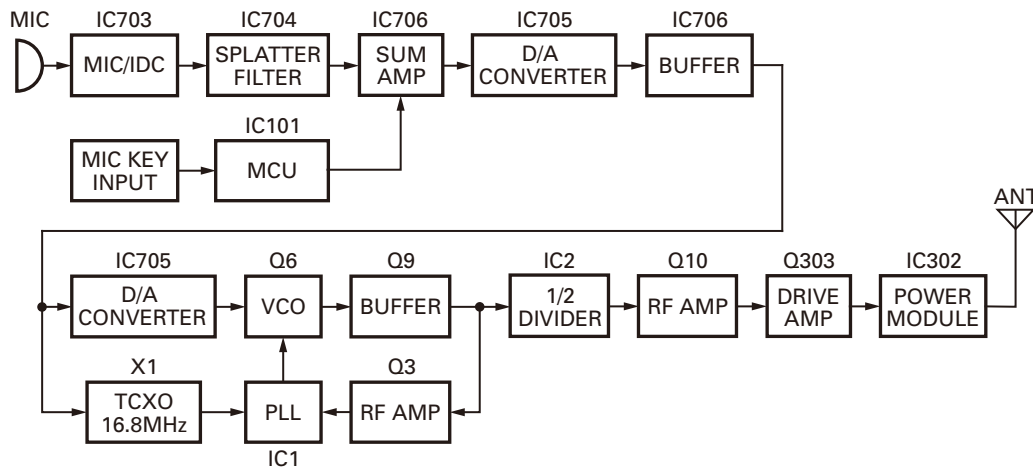 MIC
IC703
MIC/IDC
IC704
SPLATTER
FILTER
IC706
SUM
AMP
IC705
D/A
CONVERTER
IC706
BUFFER
MIC KEY
INPUT
IC101
MCU
ANT
IC705
D/A
CONVERTER
Q6
VCO
Q9
BUFFER
IC2
1/2
DIVIDER
Q10
RF AMP
Q303
DRIVE
AMP
IC302
POWER
MODULE
X1
TCXO
16.8MHz
PLL
IC1
Q3
RF AMP